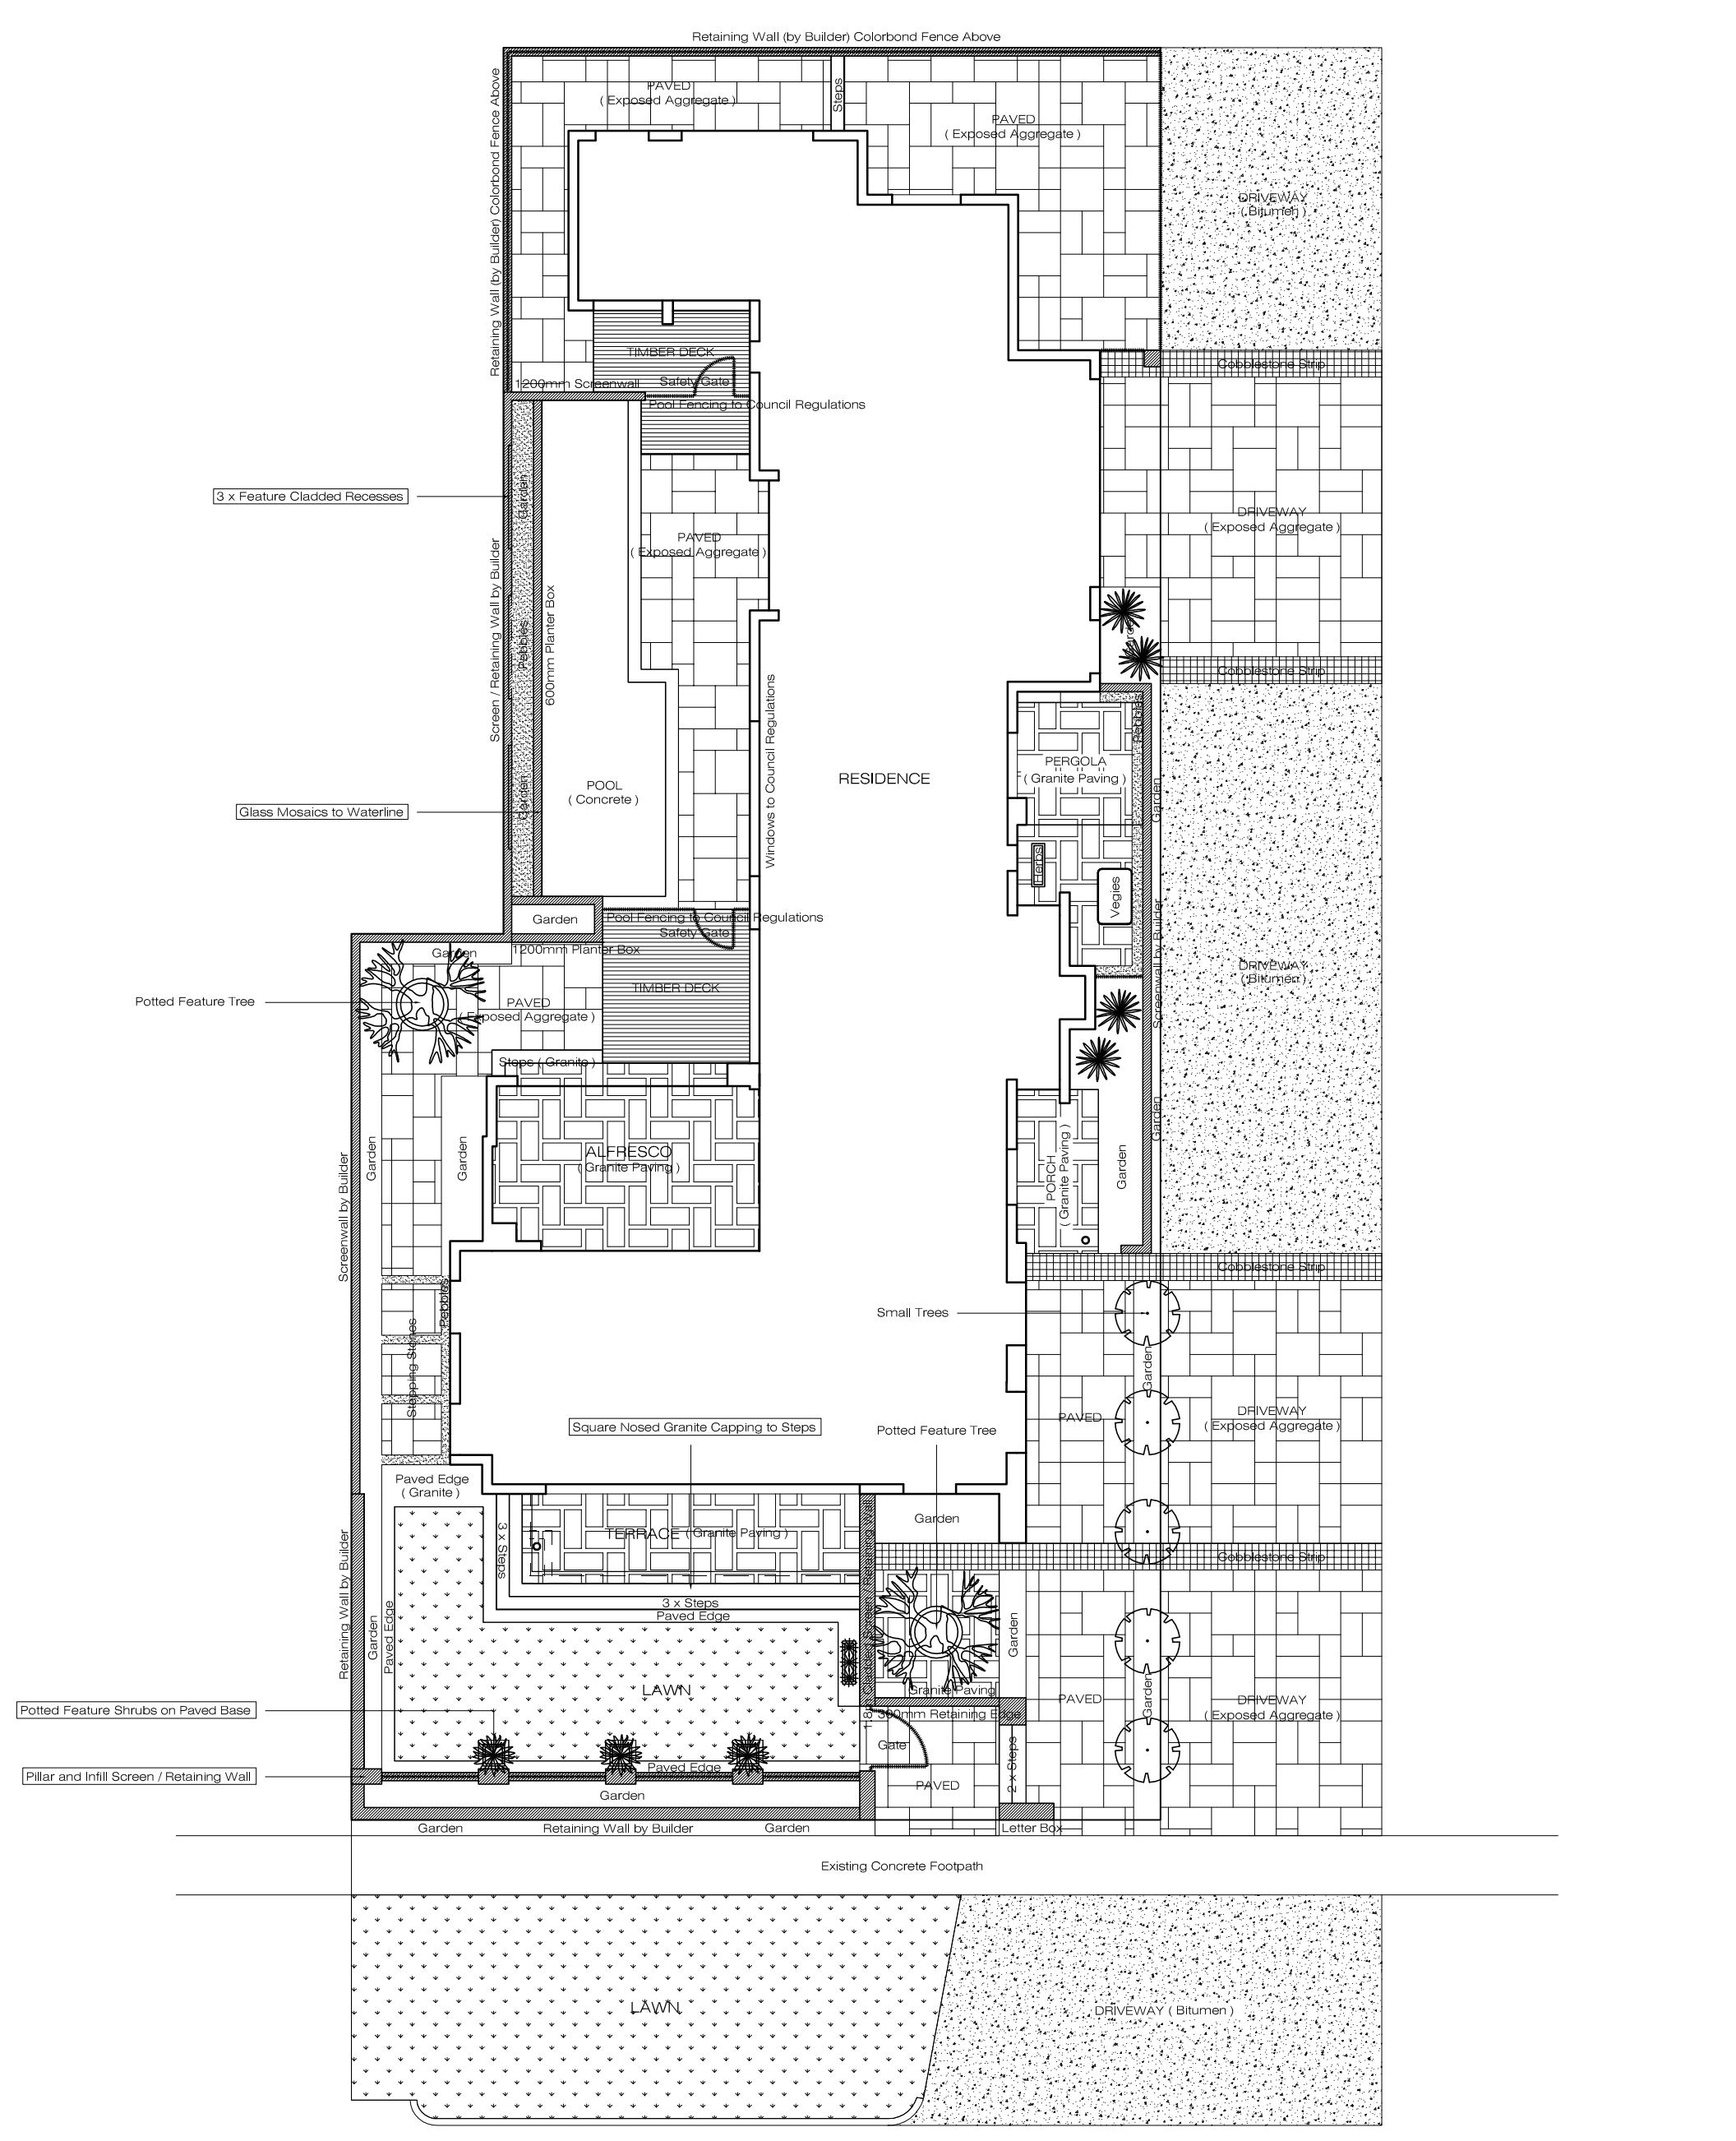 Retaining Wall (by Builder) Colorbond Fence Above
Retaining Wall (by Builder) Colorbond Fence Above
PAVED
( Exposed Aggregate )
Steps
PAVED
( Exposed Aggregate )
DRIVEWAY
( Bitumen )
TIMBER DECK
Safety Gate
1200mm Screenwall
Pool Fencing to Council Regulations
Cobblestone Strip
3 x Feature Cladded Recesses
Garden
Screen / Retaining Wall by Builder
Pebbles
600mm Planter Box
PAVED
( Exposed Aggregate )
DRIVEWAY
( Exposed Aggregate )
Garden
Cobblestone Strip
Pebbles
Windows to Council Regulations
RESIDENCE
POOL
( Concrete )
PERGOLA
( Granite Paving )
Garden
Glass Mosaics to Waterline
Garden
Herbs
Vegies
Garden
Pool Fencing to Council Regulations
Safety Gate
1200mm Planter Box
Garden
Screenwall by Builder
DRIVEWAY
( Bitumen )
TIMBER DECK
Potted Feature Tree
PAVED
( Exposed Aggregate )
Steps ( Granite )
Garden
Garden
Garden
ALFRESCO
( Granite Paving )
PORCH
( Granite Paving )
Garden
Screenwall by Builder
Cobblestone Strip
Pebbles
Small Trees
Stepping Stones
Garden
Square Nosed Granite Capping to Steps
Potted Feature Tree
PAVED
DRIVEWAY
( Exposed Aggregate )
Paved Edge
( Granite )
Garden
3 x Steps
TERRACE ( Granite Paving )
Cobblestone Strip
Retaining Wall by Builder
3 x Steps
Paved Edge
Garden
Paved Edge
Garden
LAWN
Granite Paving
PAVED
Garden
DRIVEWAY
( Exposed Aggregate )
Potted Feature Shrubs on Paved Base
300mm Retaining Edge
Gate
2 x Steps
Pillar and Infill Screen / Retaining Wall
Paved Edge
PAVED
Garden
Garden
Retaining Wall by Builder
Garden
Letter Box
Existing Concrete Footpath
LAWN
DRIVEWAY ( Bitumen )